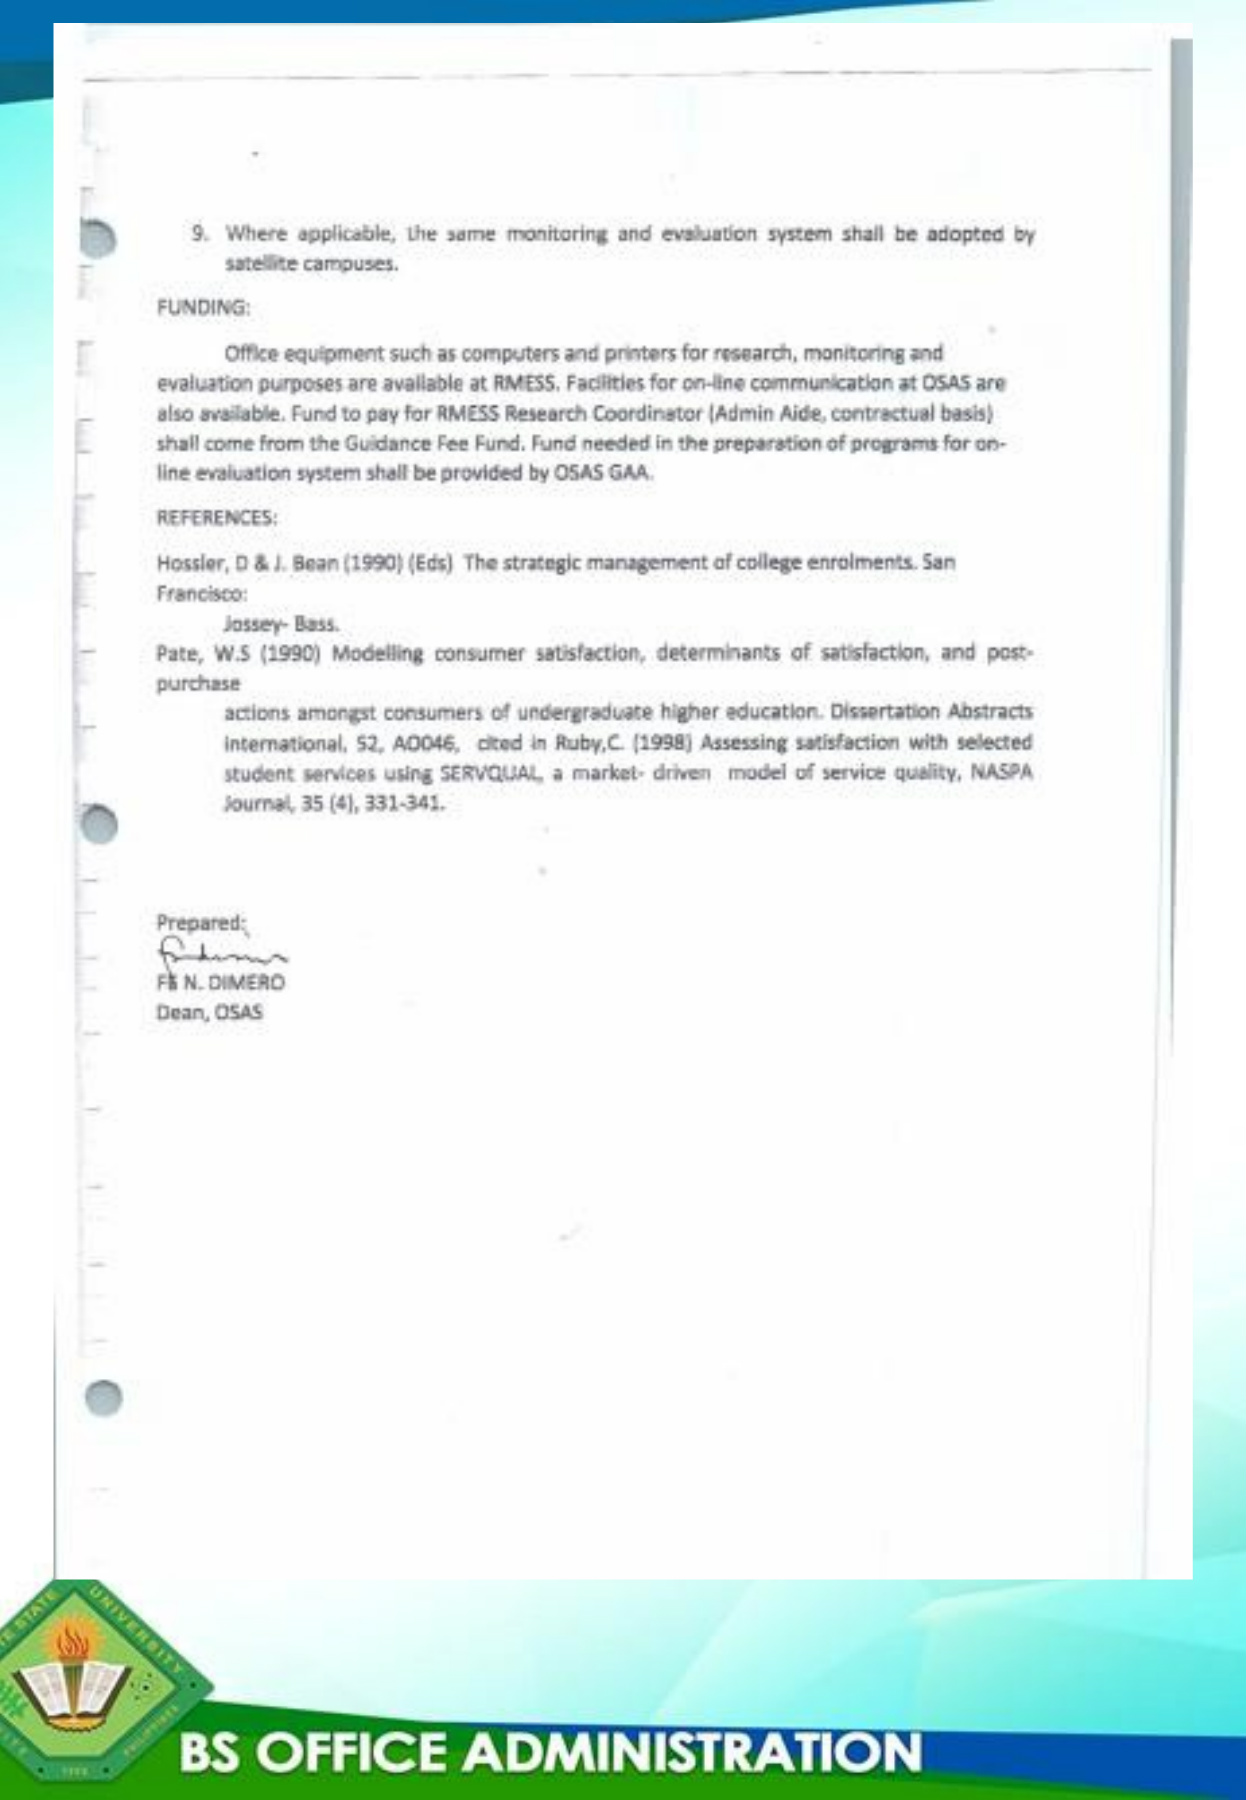 9. Where applicable, the same monitoring and evaluation system shall be adopted by
satellite campuses.
FUNDING:
Office equipment such as computers and printers for research, monitoring and
evaluation purposes are available at RMESS. Facilities for on-line communication at OSAS are
also available. Fund to pay for RMESS Research Coordinator (Admin Aide, contractual basis)
shall come from the Guidance Fee Fund. Fund needed in the preparation of programs for on-
line evaluation system shall be provided by OSAS GAA.
REFERENCES:
Hossler, D & J. Bean (1990) (Eds) The strategic management of college enrolments. San
Francisco:
Jossey- Bass.
Pate, W.S (1990) Modelling consumer satisfaction, determinants of satisfaction, and post-
purchase
actions amongst consumers of undergraduate higher education. Dissertation Abstracts
International, 52, AO046, cited in Ruby,C. (1998) Assessing satisfaction with selected
student services using SERVQUAL, a market- driven model of service quality, NASPA
Journal, 35 (4), 331-341.
Prepared:
N. DIMERO
Dean, OSAS
STATE UNIVERSITY
PHILIPPINES
BS OFFICE ADMINISTRATION